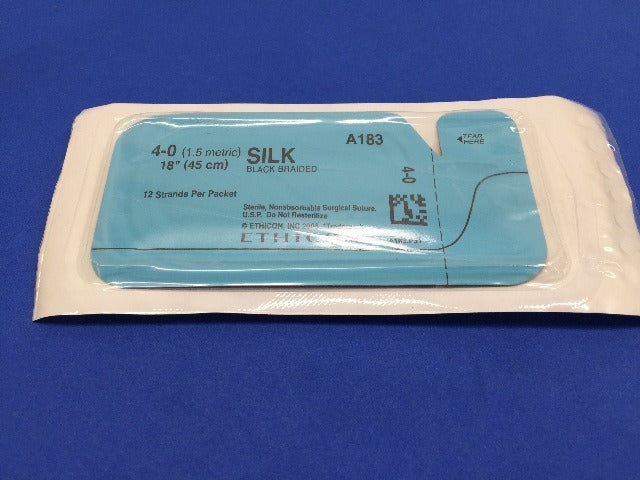 A183
4-0 (1.5 metric) SILK
18" (45 cm) BLACK BRAIDED
12 Strands Per Packet
Sterile, Nonabsorbable Surgical Suture.
U.S.P. Do Not Resterilize
© ETHICON, INC
ETHIC
4-0
◄TEAR
HERE